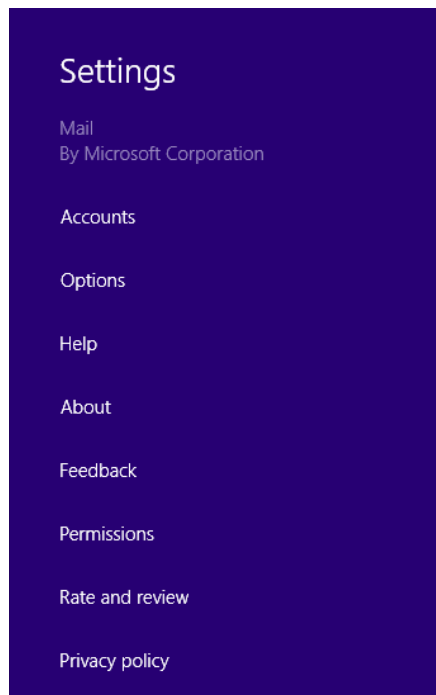 Settings
Mail
By Microsoft Corporation
Accounts
Options
Help
About
Feedback
Permissions
Rate and review
Privacy policy